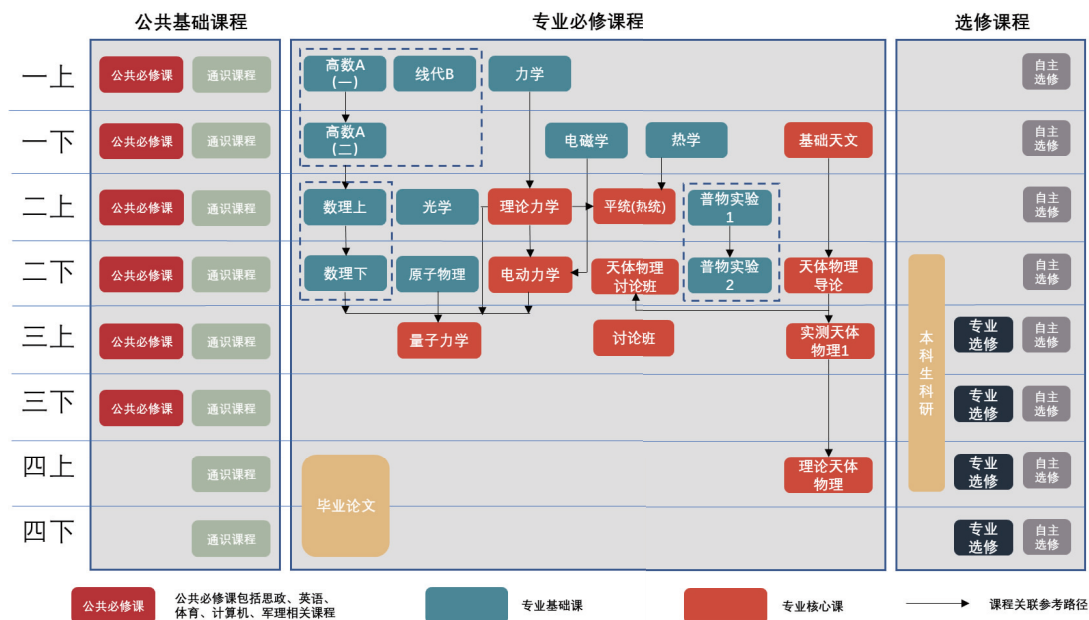 公共基础课程
专业必修课程
选修课程
一上
公共必修课
通识课程
高数A
(一)
线代B
力学
自主
选修
一下
公共必修课
通识课程
高数A
(二)
电磁学
热学
基础天文
自主
选修
二上
公共必修课
通识课程
数理上
光学
理论力学
平统(热统)
普物实验
1
自主
选修
二下
公共必修课
通识课程
数理下
原子物理
电动力学
天体物理
讨论班
普物实验
2
天体物理
导论
自主
选修
三上
公共必修课
通识课程
量子力学
讨论班
实测天体
物理1
本科生科研
专业
选修
自主
选修
三下
公共必修课
通识课程
专业
选修
自主
选修
四上
通识课程
毕业论文
理论天体
物理
专业
选修
自主
选修
四下
通识课程
专业
选修
自主
选修
公共必修课
公共必修课包括思政、英语、
体育、计算机、军理相关课程
专业基础课
专业核心课
课程关联参考路径